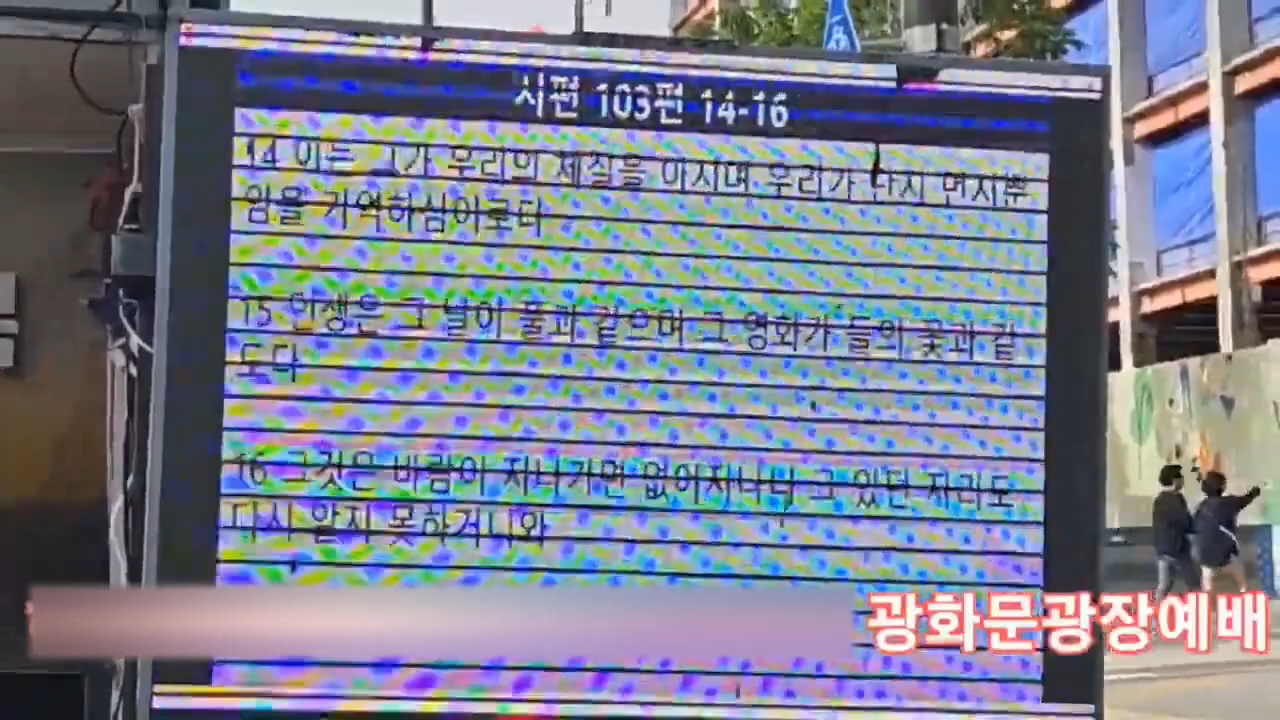 시편 103편 14-16
14 이는 그가 우리의 체질을 아시며 우리가 단지 먼지뿐
임을 기억하심이로다
15 인생은 그 날이 풀과 같으며 그 영화가 들의 꽃과 같
도다
16 그것은 바람이 지나가면 없어지나니 그 있던 자리도
다시 알지 못하거니와
광화문광장예배